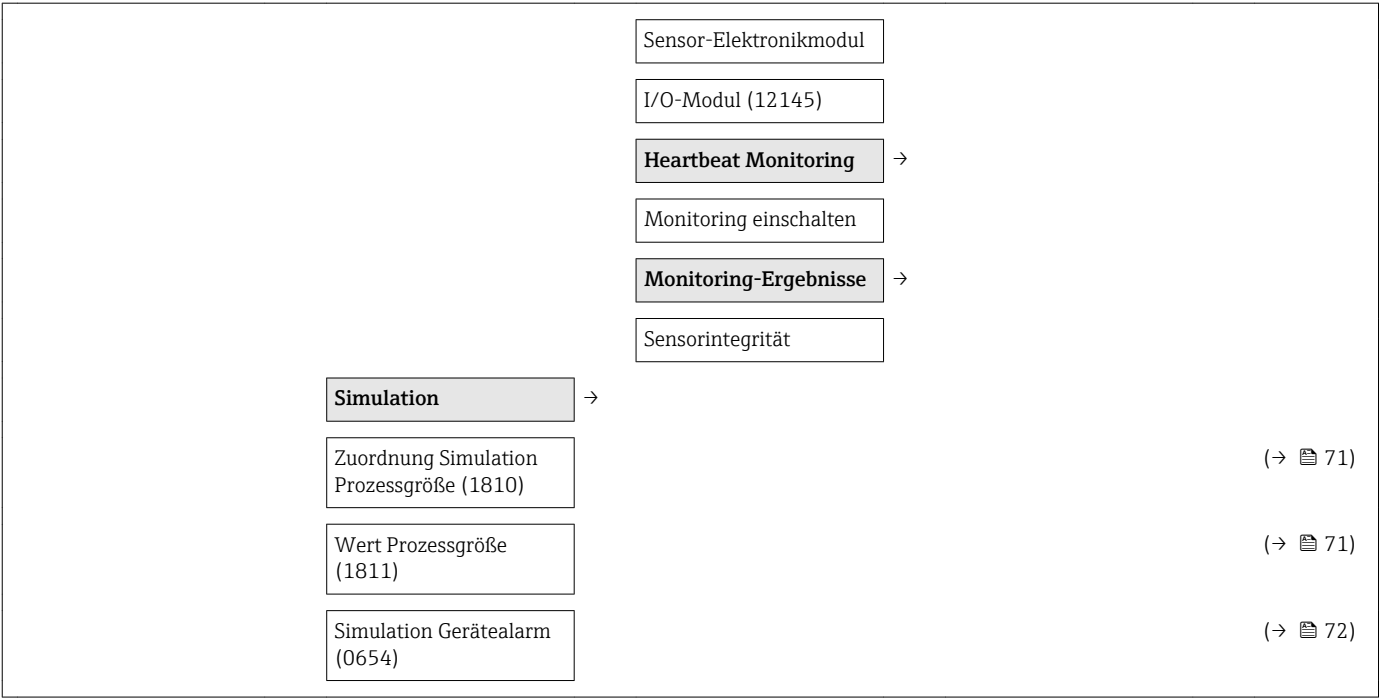 Sensor-Elektronikmodul
I/O-Modul (12145)
Heartbeat Monitoring →
Monitoring einschalten
Monitoring-Ergebnisse →
Sensorintegrität
Simulation →
Zuordnung Simulation
Prozessgröße (1810)
(→ 71)
Wert Prozessgröße
(1811)
(→ 71)
Simulation Gerätealarm
(0654)
(→ 72)